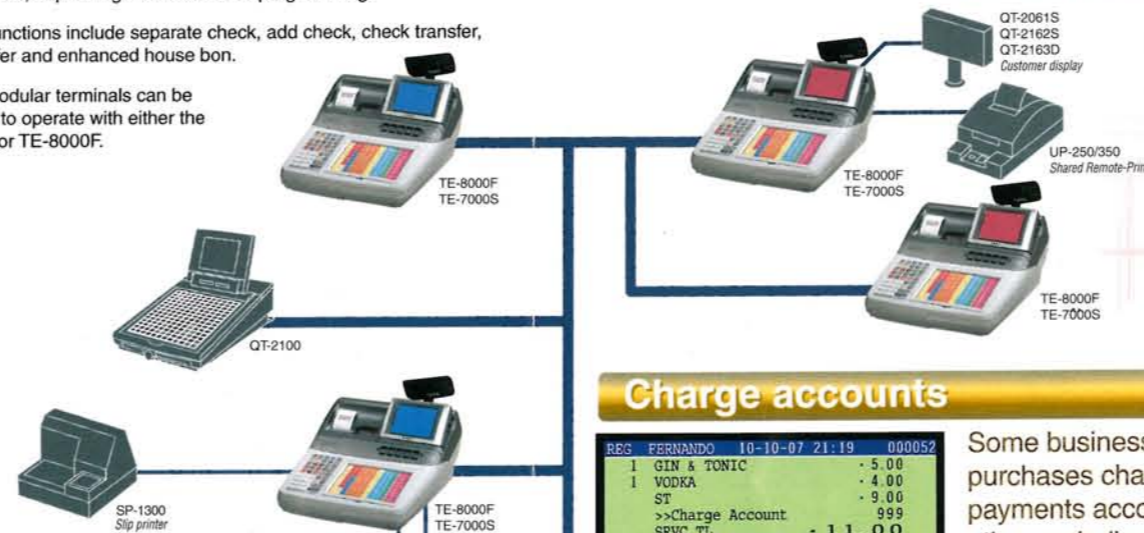 unctions include separate check, add check, check transfer,
fer and enhanced house bon.
odular terminals can be
to operate with either the
or TE-8000F.
TE-8000F
TE-7000S
QT-2061S
QT-2162S
QT-2163D
Customer display
TE-8000F
TE-7000S
UP-250/350
Shared Remote-Prin
TE-8000F
TE-7000S
QT-2100
SP-1300
Slip printer
TE-8000F
TE-7000S
Charge accounts
REG FERNANDO 10-10-07 21:19 000052
1 GIN & TONIC ·5.00
1 VODKA ·4.00
ST ·9.00
>>Charge Account 999
SRVC TL
Some business
purchases cha
payments acco